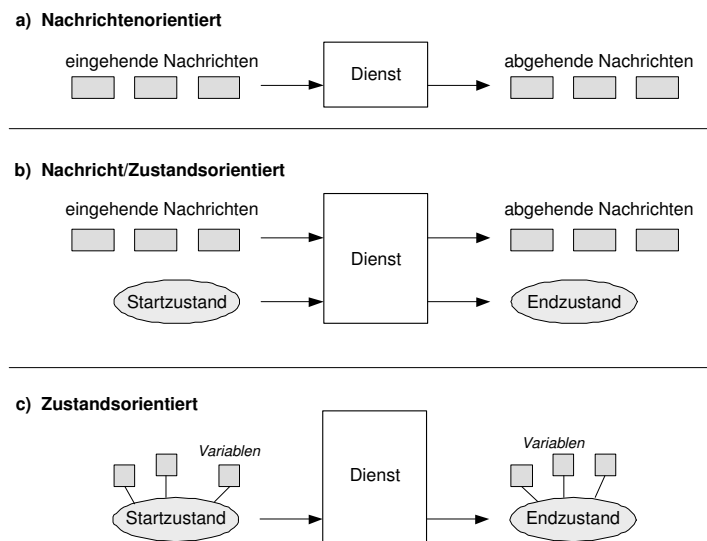 a) Nachrichtenorientiert
eingehende Nachrichten
Dienst
abgehende Nachrichten
b) Nachricht/Zustandsorientiert
eingehende Nachrichten
abgehende Nachrichten
Dienst
Startzustand
Endzustand
c) Zustandsorientiert
Variablen
Variablen
Dienst
Startzustand
Endzustand